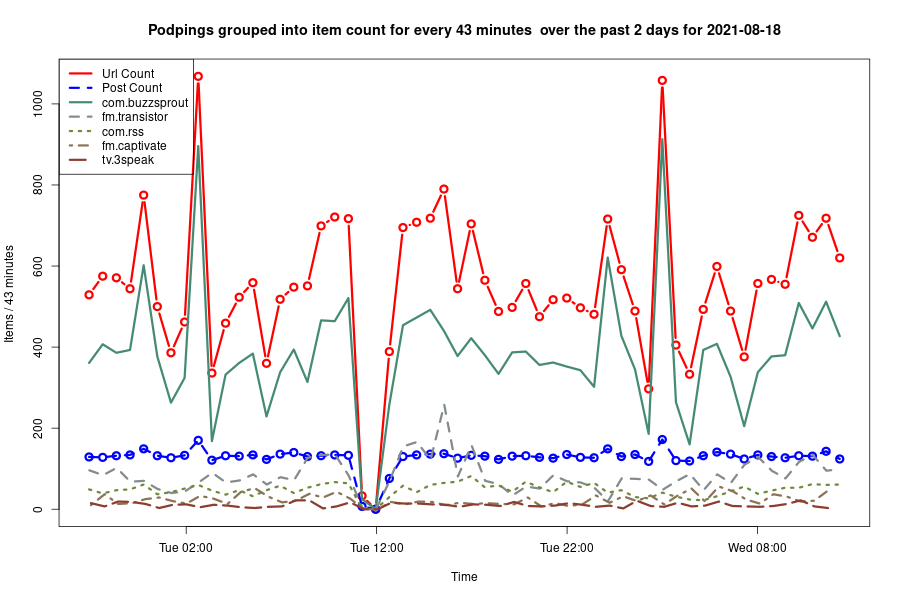 Podpings grouped into item count for every 43 minutes  over the past 2 days for 2021-08-18
Url Count
Post Count
com.buzzsprout
fm.transistor
com.rss
fm.captivate
tv.3speak
Items / 43 minutes
1000
800
600
400
200
0
Tue 02:00
Tue 12:00
Tue 22:00
Wed 08:00
Time